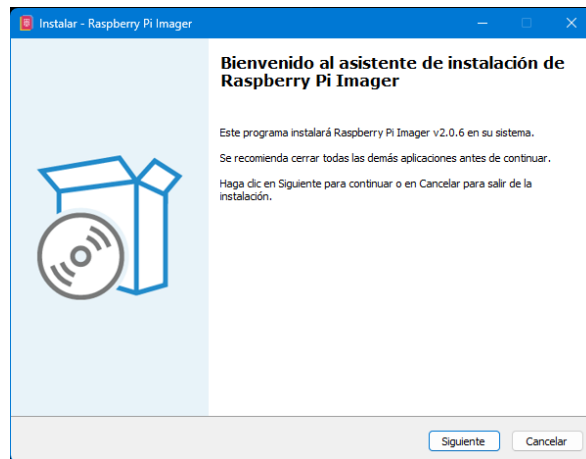 Instalar - Raspberry Pi Imager
Bienvenido al asistente de instalación de
Raspberry Pi Imager
Este programa instalará Raspberry Pi Imager v2.0.6 en su sistema.
Se recomienda cerrar todas las demás aplicaciones antes de continuar.
Haga clic en Siguiente para continuar o en Cancelar para salir de la
instalación.
Siguiente
Cancelar